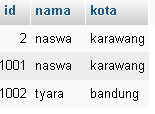 id nama kota
2 naswa karawang
1001 naswa karawang
1002 tyara bandung